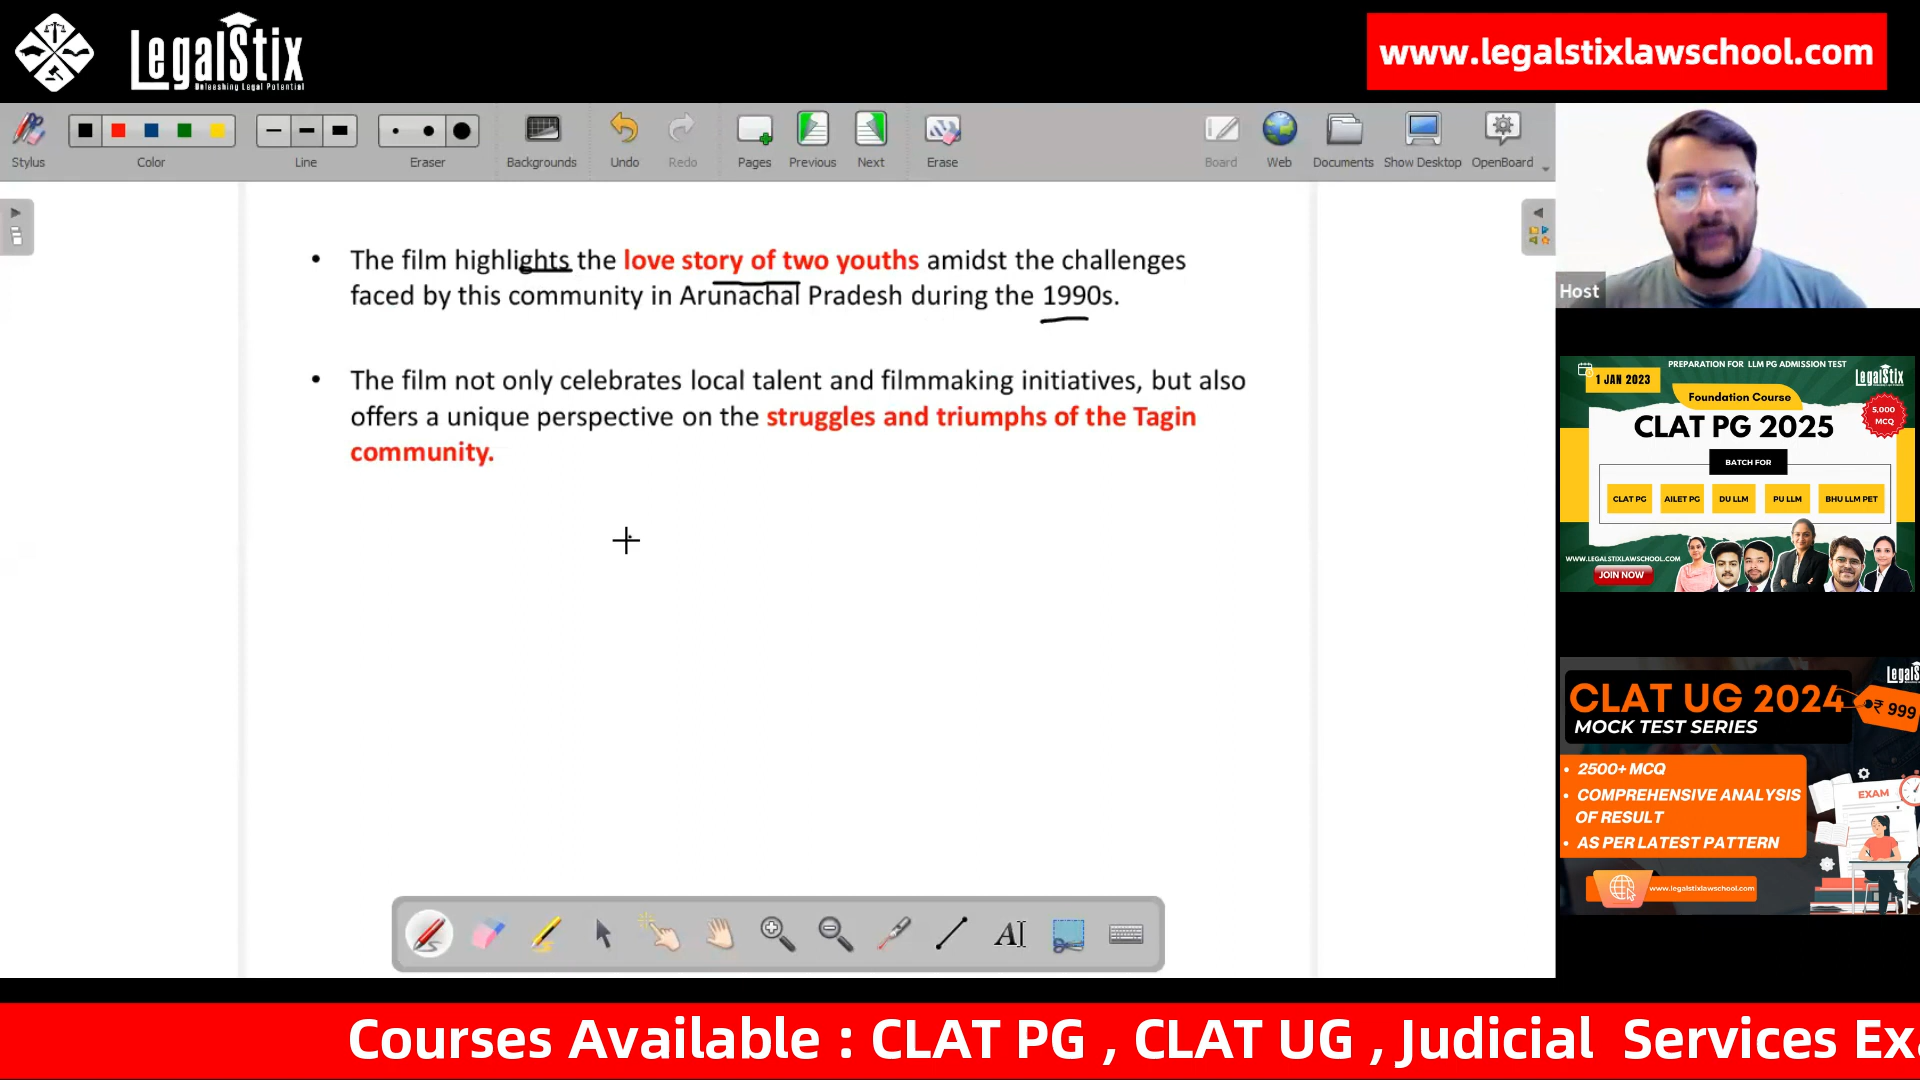 LegalStix
Unleashing Legal Potential
www.legalstixlawschool.com
Stylus
Color
Line
Eraser
Backgrounds
Undo
Redo
Pages
Previous
Next
Erase
Board
Web
Documents
Show Desktop
OpenBoard
• The film highlights the love story of two youths amidst the challenges
faced by this community in Arunachal Pradesh during the 1990s.
• The film not only celebrates local talent and filmmaking initiatives, but also
offers a unique perspective on the struggles and triumphs of the Tagin
community.
Host
PREPARATION FOR LLM PG ADMISSION TEST
1 JAN 2023
LegalStix
Foundation Course
5,000
MCQ
CLAT PG 2025
BATCH FOR
CLAT PG
AILET PG
DU LLM
PU LLM
BHU LLM PET
WWW.LEGALSTIXLAWSCHOOL.COM
JOIN NOW
LegalS
CLAT UG 2024
₹ 999
MOCK TEST SERIES
• 2500+ MCQ
• COMPREHENSIVE ANALYSIS
OF RESULT
• AS PER LATEST PATTERN
EXAM
www.legalstixlawschool.com
AI
Courses Available : CLAT PG , CLAT UG , Judicial Services Exa